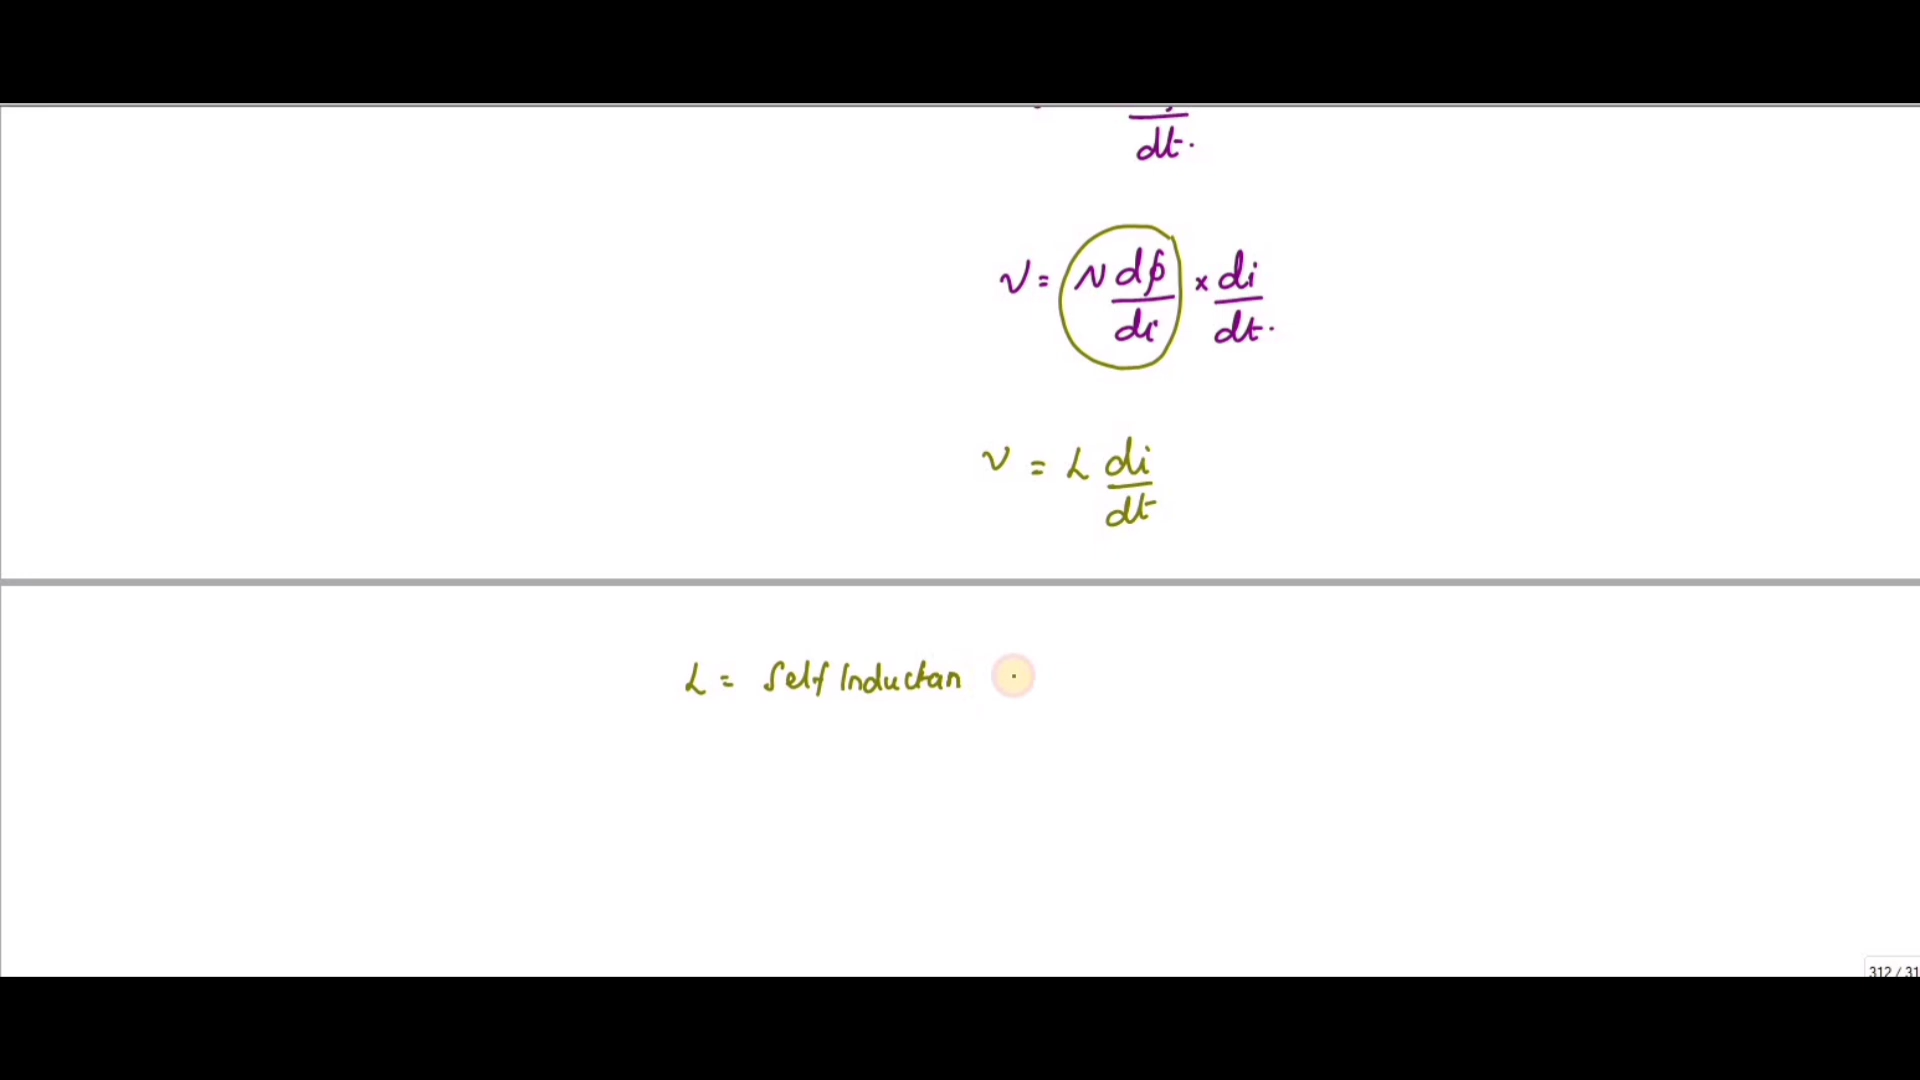 dt.
v = N dφ/di × di/dt.
v = L di/dt
L = Self Inductan
312 / 31